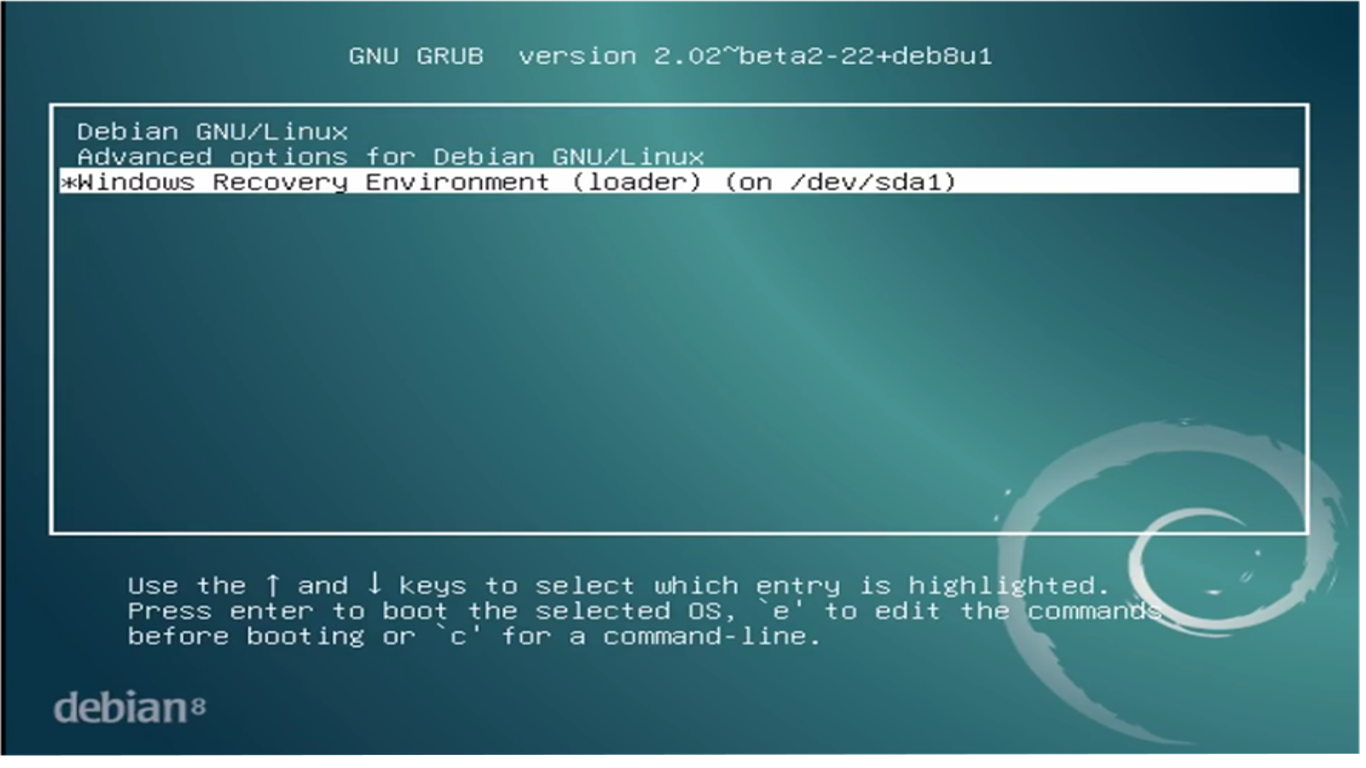 GNU GRUB  version 2.02~beta2-22+deb8u1
Debian GNU/Linux
Advanced options for Debian GNU/Linux
*Windows Recovery Environment (loader) (on /dev/sda1)
Use the ↑ and ↓ keys to select which entry is highlighted.
Press enter to boot the selected OS, `e' to edit the commands
before booting or `c' for a command-line.
debian 8